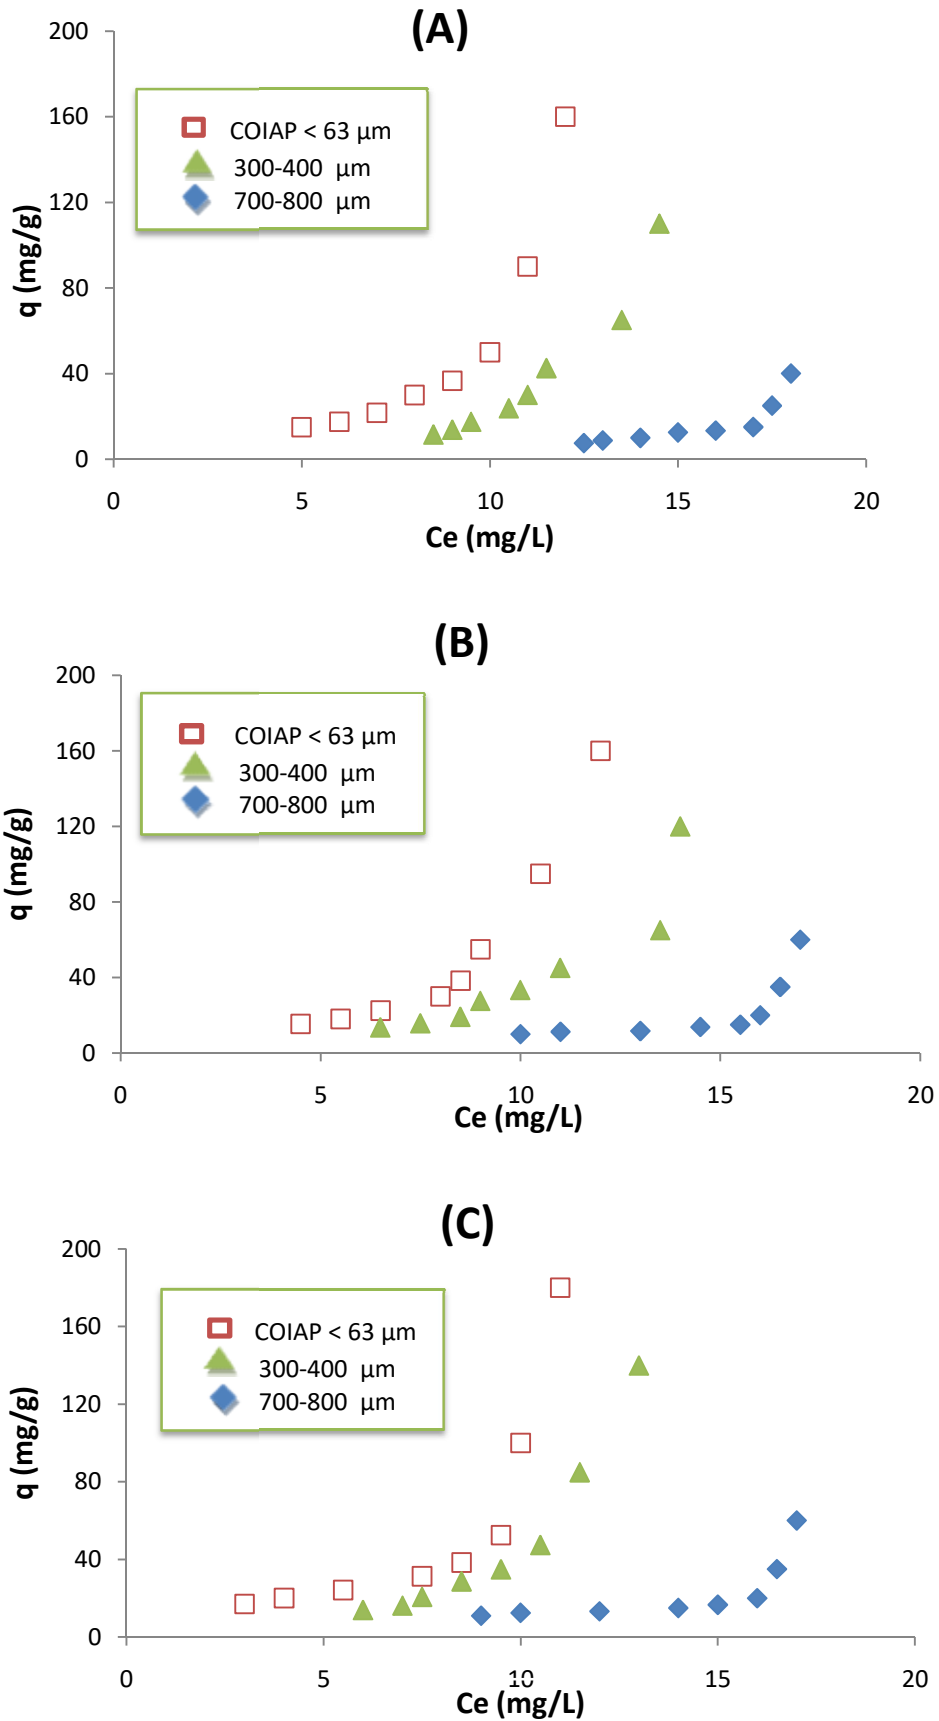 (A)
200
160
120
80
40
0
q (mg/g)
COIAP < 63 µm
300-400 µm
700-800 µm
0 5 10 15 20
Ce (mg/L)
(B)
200
160
120
80
40
0
q (mg/g)
COIAP < 63 µm
300-400 µm
700-800 µm
0 5 10 15 20
Ce (mg/L)
(C)
200
160
120
80
40
0
q (mg/g)
COIAP < 63 µm
300-400 µm
700-800 µm
0 5 10 15 20
Ce (mg/L)